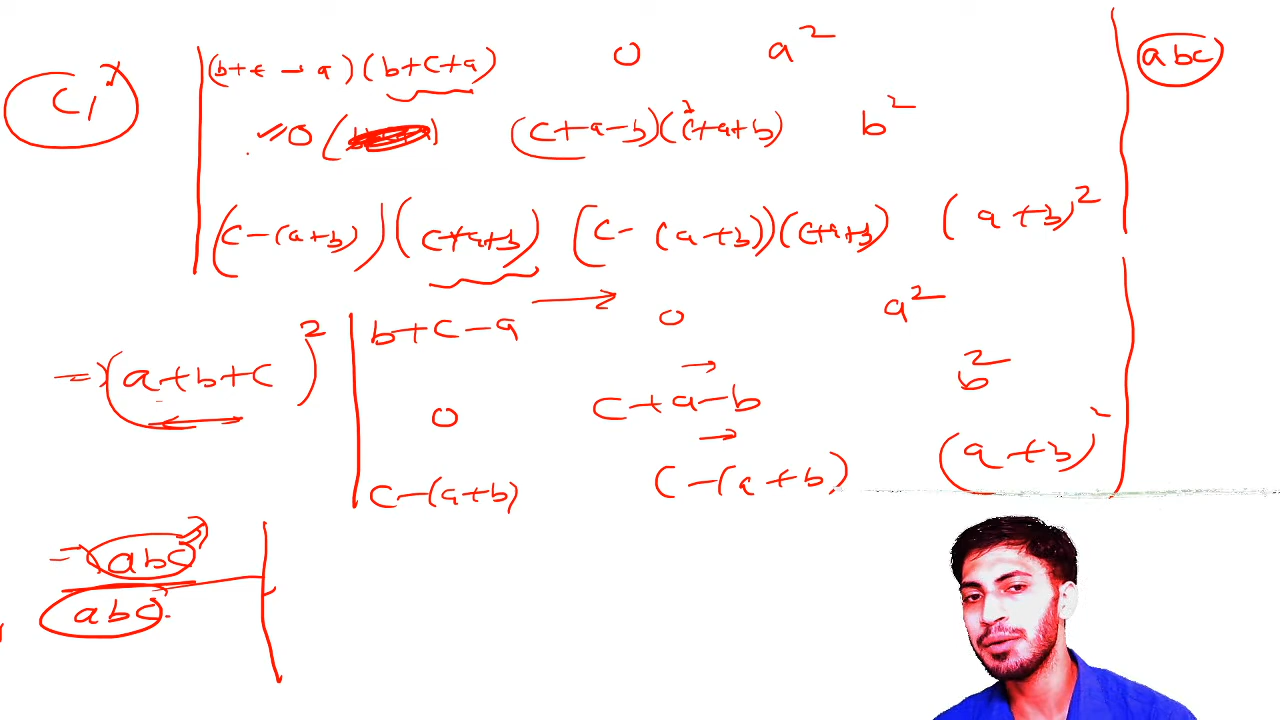 C₁ (b+c-a)(b+c+a) 0 a² abc
0 (c+a-b)(c+a+b) b²
(c-(a+b))(c+a+b) (c-(a+b))(c+a+b) (a+b)²
b+c-a 0 a²
=> (a+b+c)² 0 c+a-b b²
c-(a+b) c-(a+b) (a+b)²
=> abc
abc